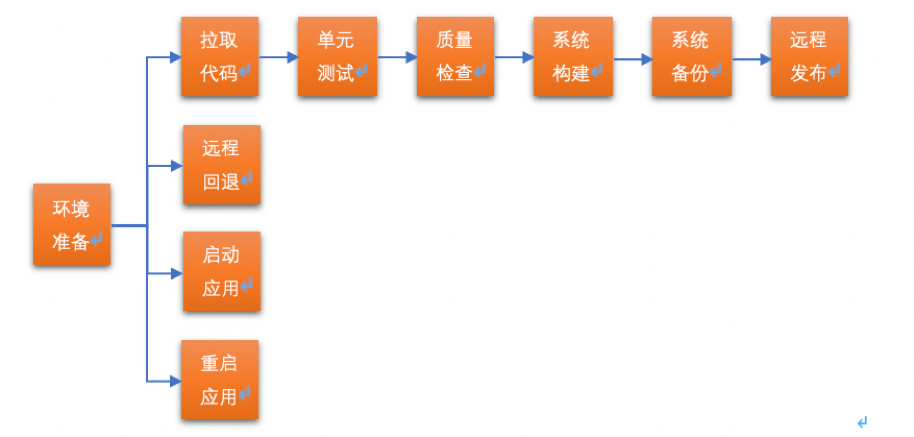 拉取
代码
单元
测试
质量
检查
系统
构建
系统
备份
远程
发布
远程
回退
环境
准备
启动
应用
重启
应用